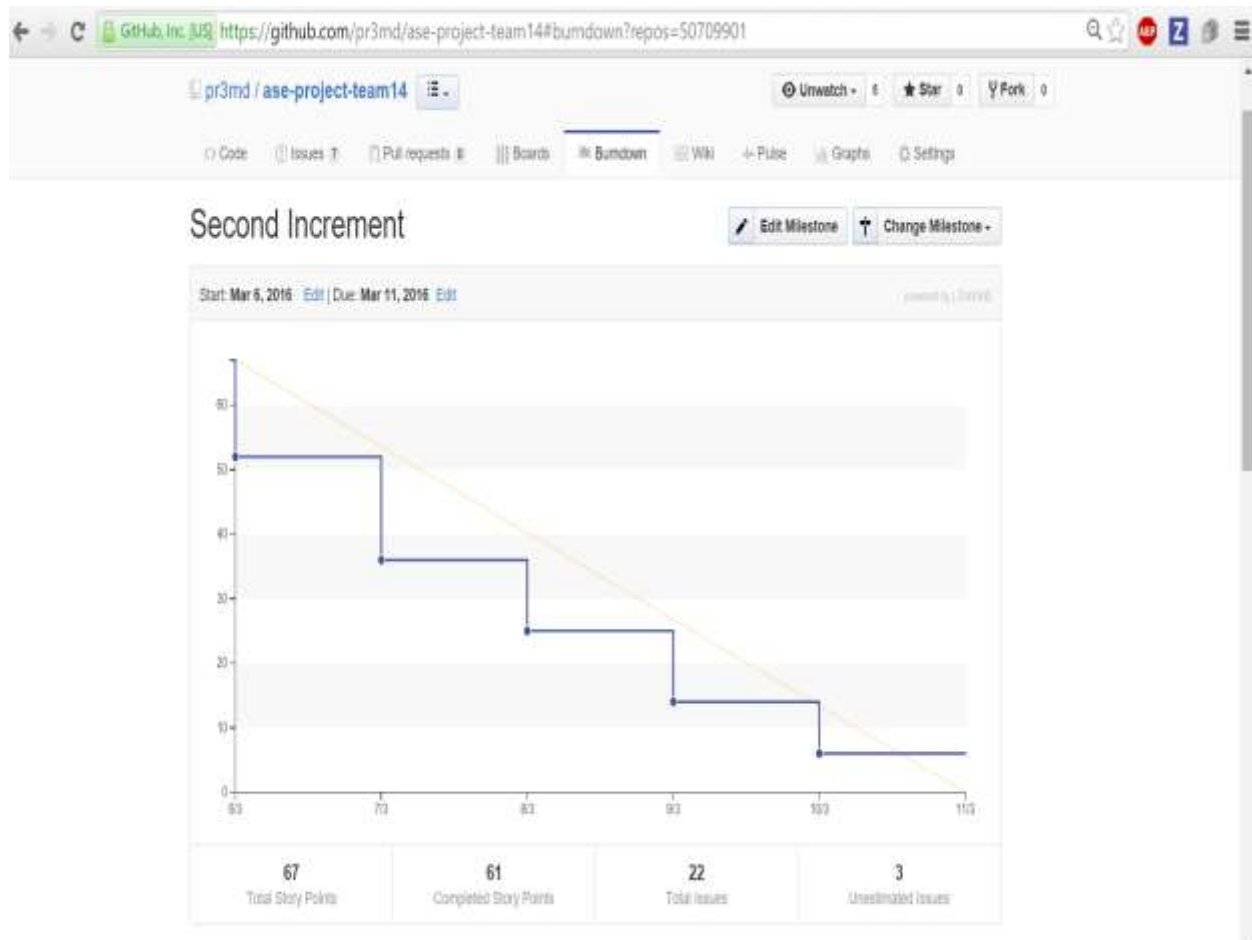 GitHub, Inc. [US] https://github.com/pr3md/ase-project-team14#burndown?repos=50709901
ABP Z
pr3md / ase-project-team14
Unwatch 6 Star 0 Fork 0
Code Issues 7 Pull requests 0 Boards Burndown Wiki Pulse Graphs Settings
Second Increment
Edit Milestone Change Milestone
Start: Mar 6, 2016 Edit | Due: Mar 11, 2016 Edit
powered by
60
50
40
30
20
10
0
6/3 7/3 8/3 9/3 10/3 11/3
67 61 22 3
Total Story Points Completed Story Points Total Issues Unestimated Issues